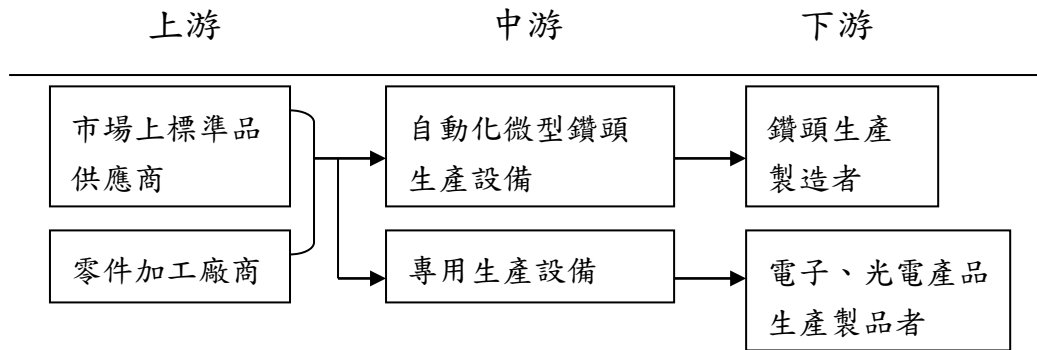 上游 中游 下游
市場上標準品
供應商
自動化微型鑽頭
生產設備
鑽頭生產
製造者
零件加工廠商
專用生產設備
電子、光電產品
生產製品者